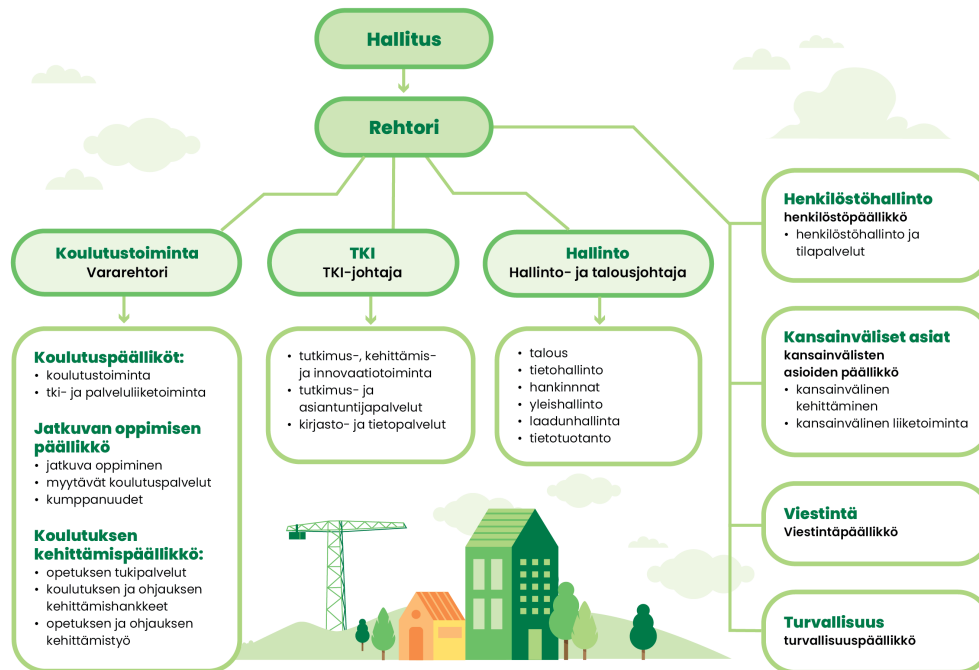 Hallitus
Rehtori
Koulutustoiminta
Vararehtori
Koulutuspäälliköt:
• koulutustoiminta
• tki- ja palveluliiketoiminta
Jatkuvan oppimisen
päällikkö
• jatkuva oppiminen
• myytävät koulutuspalvelut
• kumppanuudet
Koulutuksen
kehittämispäällikkö:
• opetuksen tukipalvelut
• koulutuksen ja ohjauksen
kehittämishankkeet
• opetuksen ja ohjauksen
kehittämistyö
TKI
TKI-johtaja
• tutkimus-, kehittämis-
ja innovaatiotoiminta
• tutkimus- ja
asiantuntijapalvelut
• kirjasto- ja tietopalvelut
Hallinto
Hallinto- ja talousjohtaja
• talous
• tietohallinto
• hankinnnat
• yleishallinto
• laadunhallinta
• tietotuotanto
Henkilöstöhallinto
henkilöstöpäällikkö
• henkilöstöhallinto ja
tilapalvelut
Kansainväliset asiat
kansainvälisten
asioiden päällikkö
• kansainvälinen
kehittäminen
• kansainvälinen liiketoiminta
Viestintä
Viestintäpäällikkö
Turvallisuus
turvallisuuspäällikkö